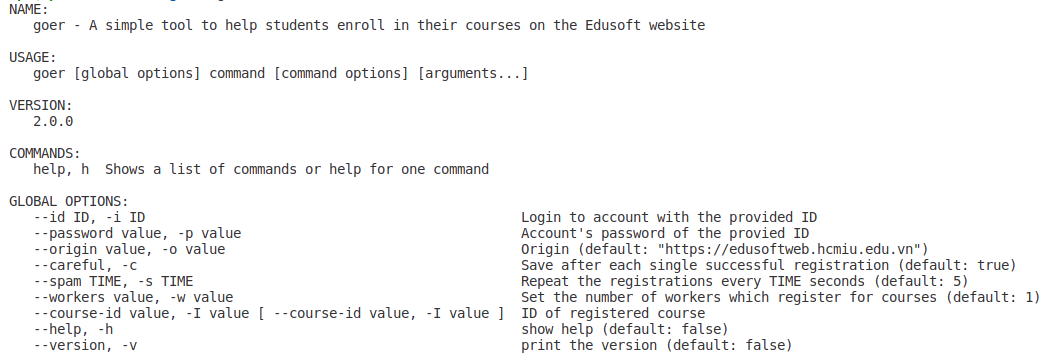 NAME:
goer - A simple tool to help students enroll in their courses on the Edusoft website
USAGE:
goer [global options] command [command options] [arguments...]
VERSION:
2.0.0
COMMANDS:
help, h  Shows a list of commands or help for one command
GLOBAL OPTIONS:
--id ID, -i ID  Login to account with the provided ID
--password value, -p value  Account's password of the provied ID
--origin value, -o value  Origin (default: "https://edusoftweb.hcmiu.edu.vn")
--careful, -c  Save after each single successful registration (default: true)
--spam TIME, -s TIME  Repeat the registrations every TIME seconds (default: 5)
--workers value, -w value  Set the number of workers which register for courses (default: 1)
--course-id value, -I value [ --course-id value, -I value ]  ID of registered course
--help, -h  show help (default: false)
--version, -v  print the version (default: false)